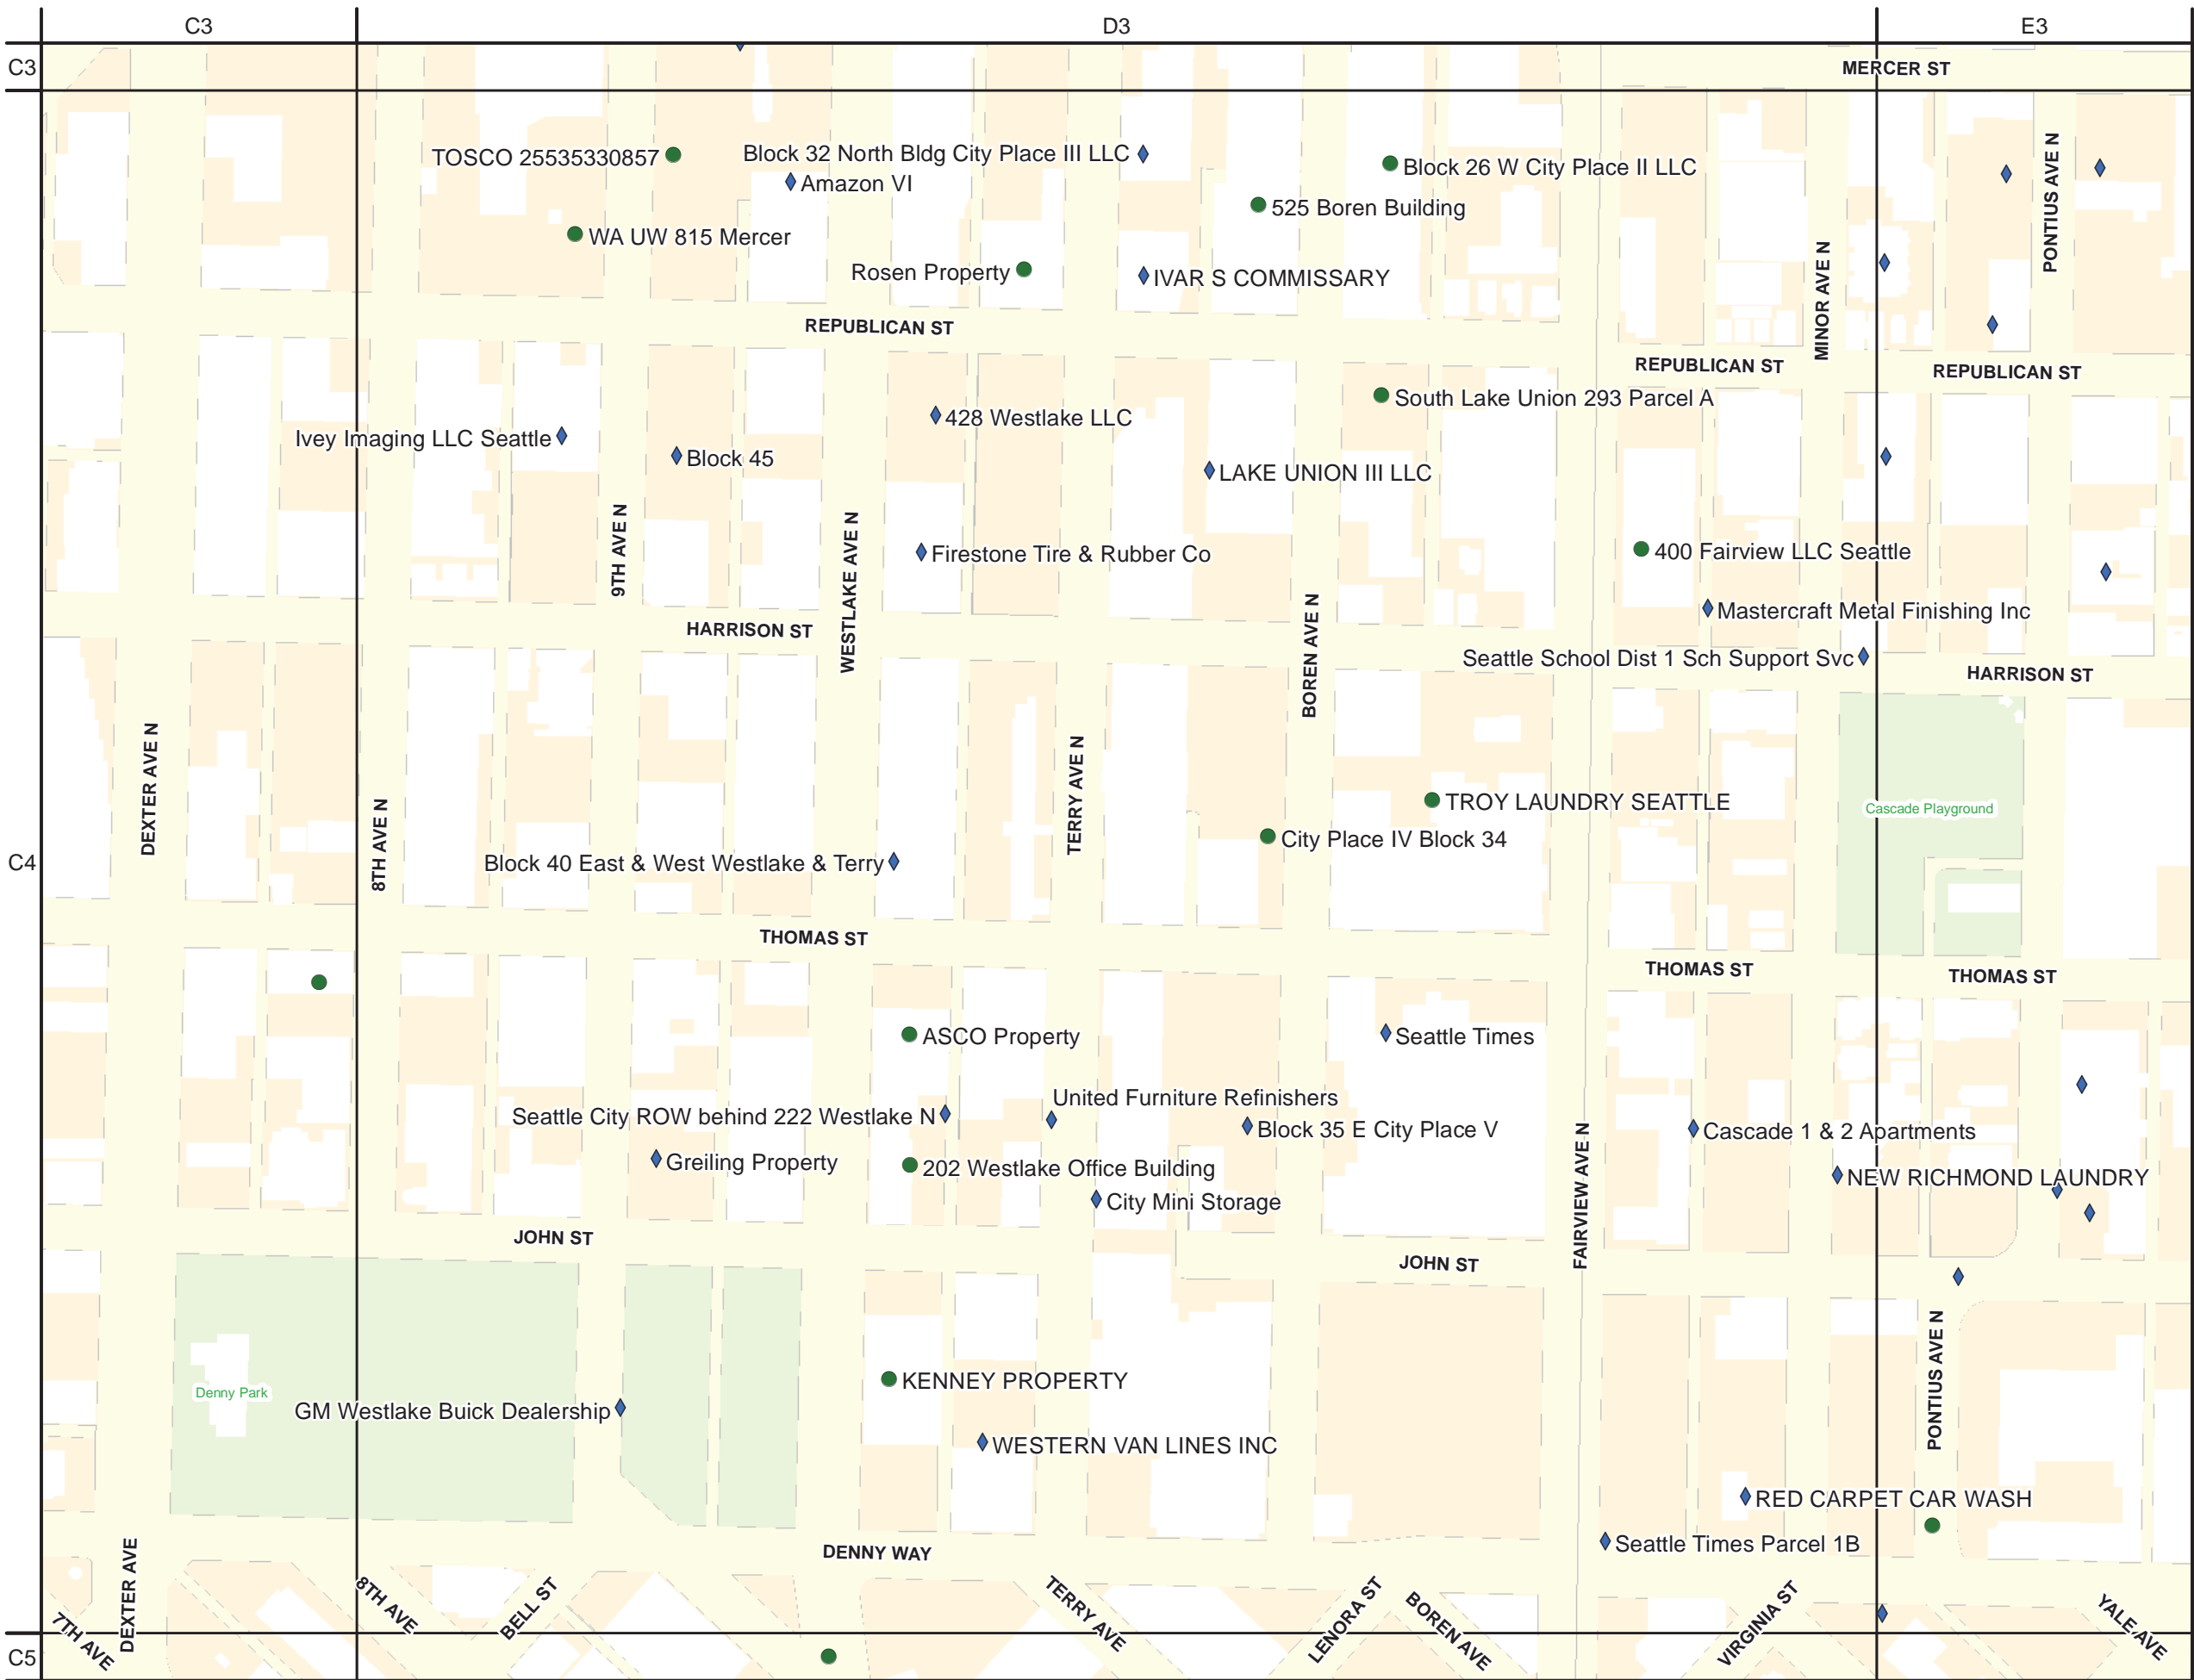 C3
D3
E3
C3
MERCER ST
TOSCO 25535330857
Block 32 North Bldg City Place III LLC
Block 26 W City Place II LLC
Amazon VI
525 Boren Building
WA UW 815 Mercer
PONTIUS AVE N
Rosen Property
IVAR S COMMISSARY
MINOR AVE N
REPUBLICAN ST
REPUBLICAN ST
REPUBLICAN ST
South Lake Union 293 Parcel A
428 Westlake LLC
Ivey Imaging LLC Seattle
Block 45
LAKE UNION III LLC
9TH AVE N
WESTLAKE AVE N
Firestone Tire & Rubber Co
400 Fairview LLC Seattle
Mastercraft Metal Finishing Inc
HARRISON ST
BOREN AVE N
Seattle School Dist 1 Sch Support Svc
HARRISON ST
DEXTER AVE N
8TH AVE N
TERRY AVE N
TROY LAUNDRY SEATTLE
Cascade Playground
City Place IV Block 34
C4
Block 40 East & West Westlake & Terry
THOMAS ST
THOMAS ST
THOMAS ST
ASCO Property
Seattle Times
United Furniture Refinishers
Seattle City ROW behind 222 Westlake N
Block 35 E City Place V
Cascade 1 & 2 Apartments
Greiling Property
202 Westlake Office Building
NEW RICHMOND LAUNDRY
City Mini Storage
FAIRVIEW AVE N
JOHN ST
JOHN ST
KENNEY PROPERTY
Denny Park
GM Westlake Buick Dealership
PONTIUS AVE N
WESTERN VAN LINES INC
RED CARPET CAR WASH
Seattle Times Parcel 1B
DENNY WAY
DEXTER AVE
8TH AVE
BELL ST
TERRY AVE
LENORA ST
BOREN AVE
VIRGINIA ST
YALE AVE
7TH AVE
C5